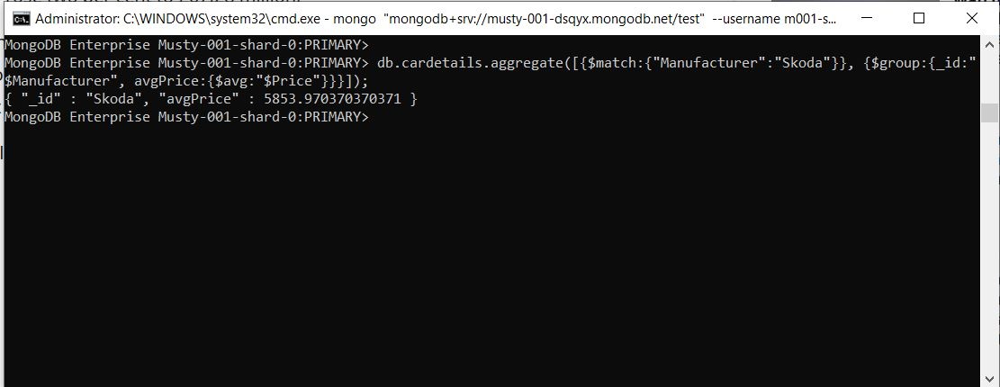 Administrator: C:\WINDOWS\system32\cmd.exe - mongo "mongodb+srv://musty-001-dsqyx.mongodb.net/test" --username m001-s...
MongoDB Enterprise Musty-001-shard-0:PRIMARY>
MongoDB Enterprise Musty-001-shard-0:PRIMARY> db.cardetails.aggregate([{$match:{"Manufacturer":"Skoda"}}, {$group:{_id:"
$Manufacturer", avgPrice:{$avg:"$Price"}}}]);
{ "_id" : "Skoda", "avgPrice" : 5853.970370370371 }
MongoDB Enterprise Musty-001-shard-0:PRIMARY>